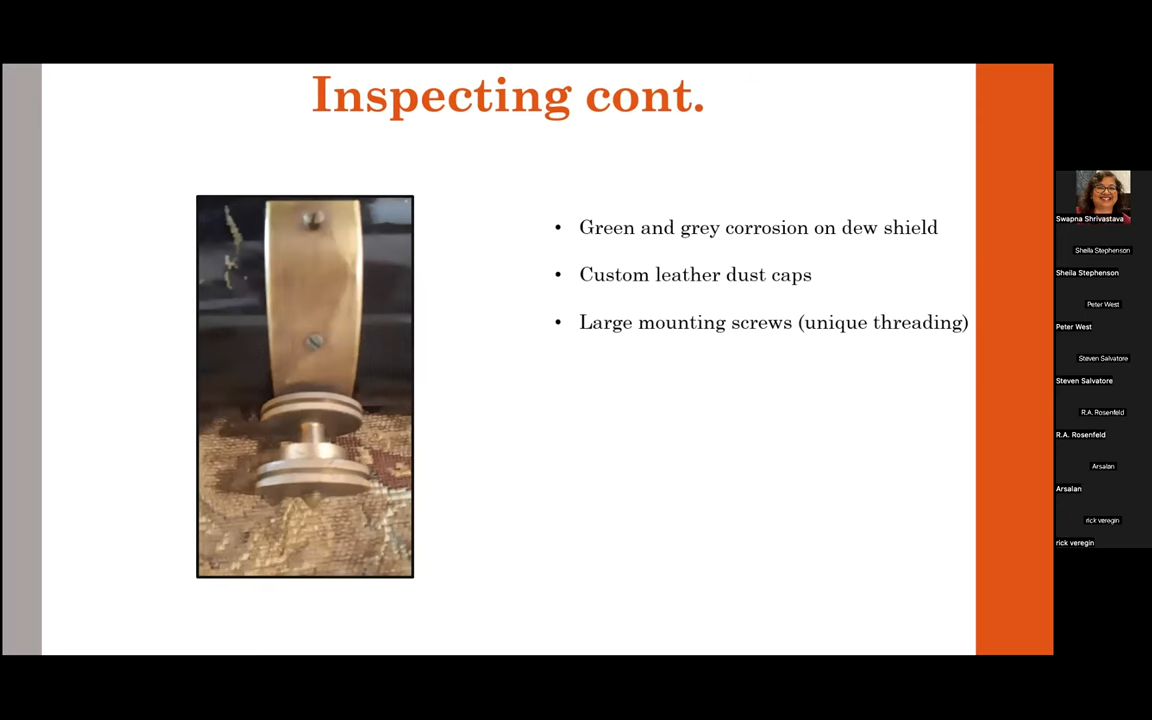 Inspecting cont.
• Green and grey corrosion on dew shield
• Custom leather dust caps
• Large mounting screws (unique threading)
Swapna Shrivastava
Sheila Stephenson
Sheila Stephenson
Peter West
Peter West
Steven Salvatore
Steven Salvatore
R.A. Rosenfeld
R.A. Rosenfeld
Arsalan
Arsalan
rick veregin
rick veregin